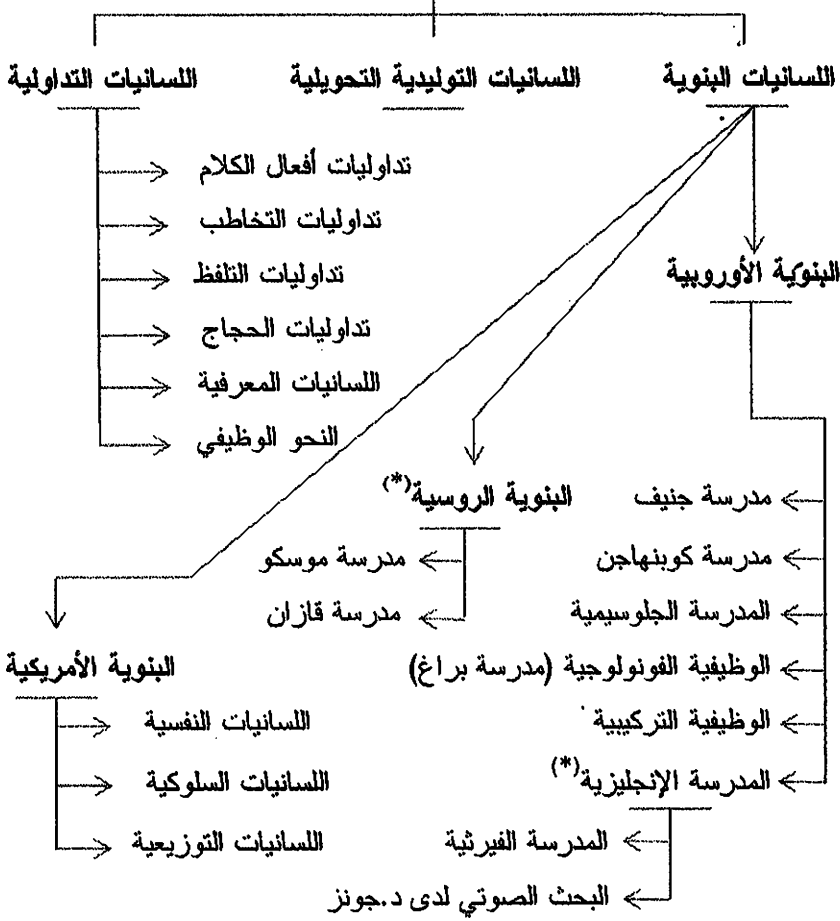 اللسانيات البنوية
اللسانيات التوليدية التحويلية
اللسانيات التداولية
تداوليات أفعال الكلام
تداوليات التخاطب
تداوليات التلفظ
تداوليات الحجاج
اللسانيات المعرفية
النحو الوظيفي
البنوية الأوروبية
مدرسة جنيف
مدرسة كوبنهاجن
المدرسة الجلوسيمية
الوظيفية الفونولوجية (مدرسة براغ)
الوظيفية التركيبية
المدرسة الإنجليزية(*)
المدرسة الفيرثية
البحث الصوتي لدى د.جونز
البنوية الروسية(*)
مدرسة موسكو
مدرسة قازان
البنوية الأمريكية
اللسانيات النفسية
اللسانيات السلوكية
اللسانيات التوزيعية